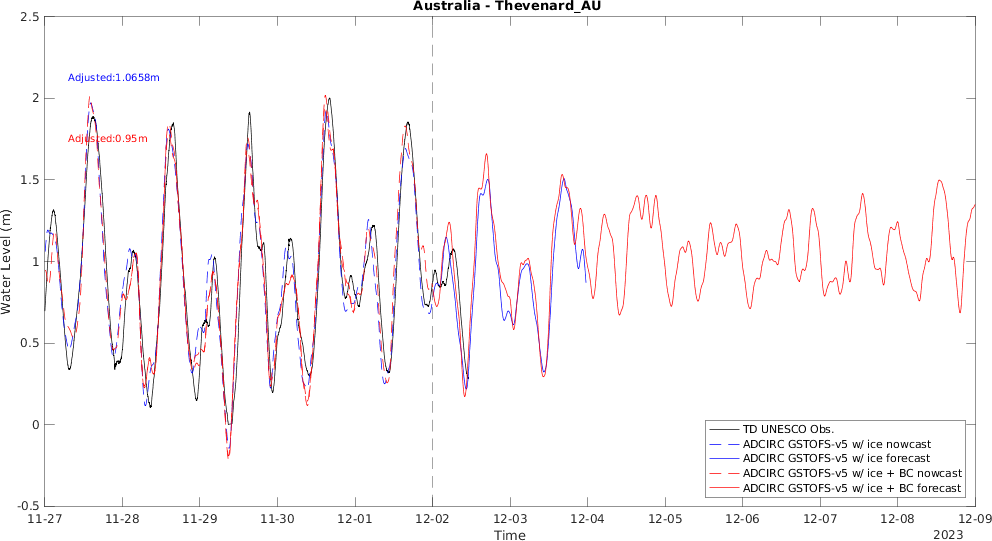 Australia - Thevenard_AU
2.5
2
1.5
1
0.5
0
-0.5
Water Level (m)
Adjusted:1.0658m
Adjusted:0.95m
TD UNESCO Obs.
ADCIRC GSTOFS-v5 w/ ice nowcast
ADCIRC GSTOFS-v5 w/ ice forecast
ADCIRC GSTOFS-v5 w/ ice + BC nowcast
ADCIRC GSTOFS-v5 w/ ice + BC forecast
11-27 11-28 11-29 11-30 12-01 12-02 12-03 12-04 12-05 12-06 12-07 12-08 12-09
Time
2023